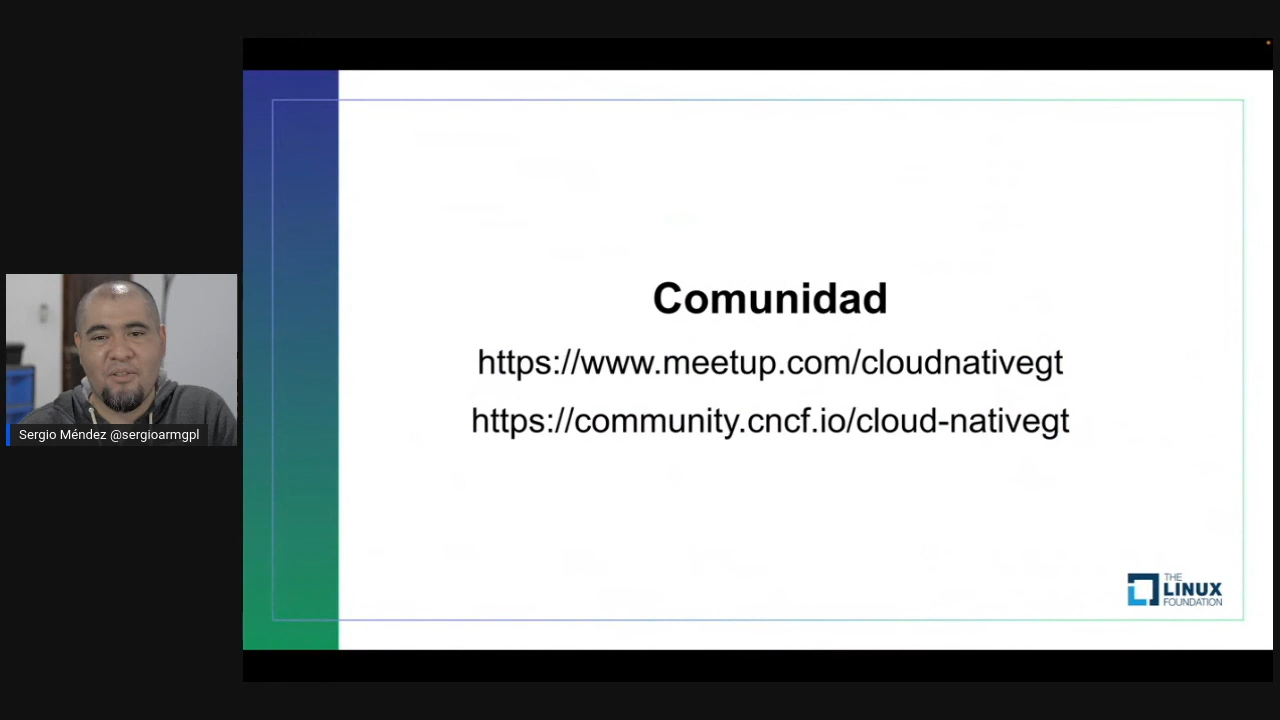 Comunidad
https://www.meetup.com/cloudnativegt
https://community.cncf.io/cloud-nativegt
Sergio Méndez @sergioarmgpl
THE
LINUX
FOUNDATION